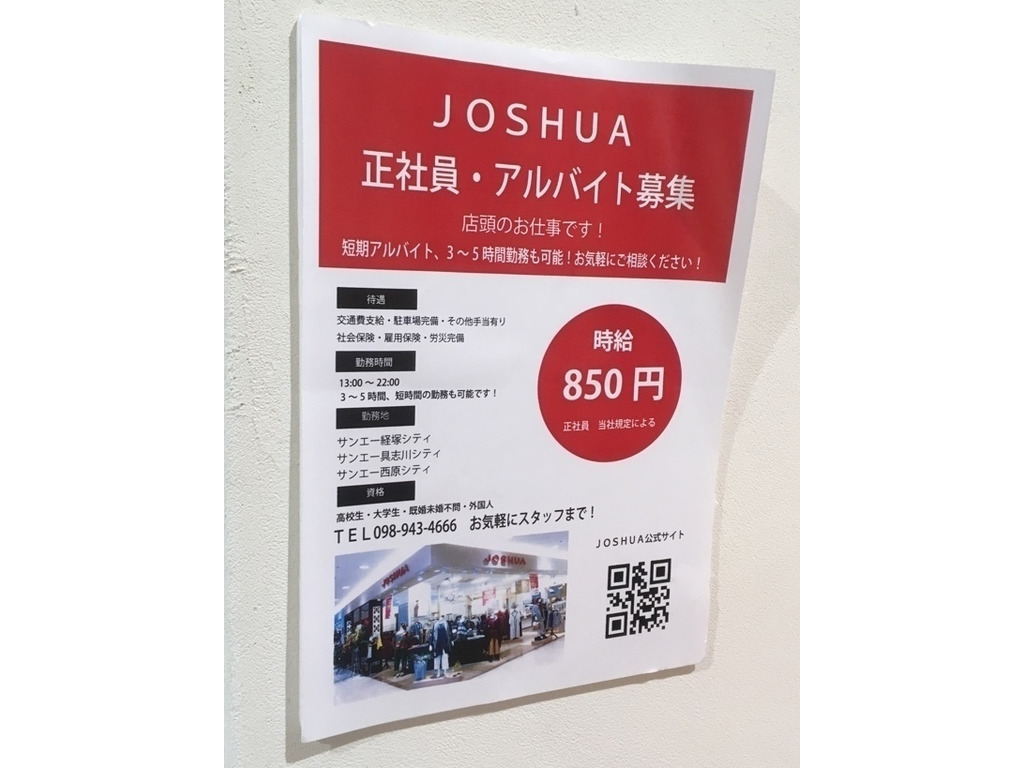 JOSHUA
正社員・アルバイト募集
店頭のお仕事です!
短期アルバイト、3～5時間勤務も可能!お気軽にご相談ください!
待遇
交通費支給・駐車場完備・その他手当有り
社会保険・雇用保険・労災完備
勤務時間
13:00～22:00
3～5時間、短時間の勤務も可能です!
勤務地
サンエー経塚シティ
サンエー具志川シティ
サンエー西原シティ
資格
高校生・大学生・既婚未婚不問・外国人
TEL098-943-4666 お気軽にスタッフまで!
時給
850円
正社員 当社規定による
JOSHUA公式サイト
JOSHUA
JOSHUA